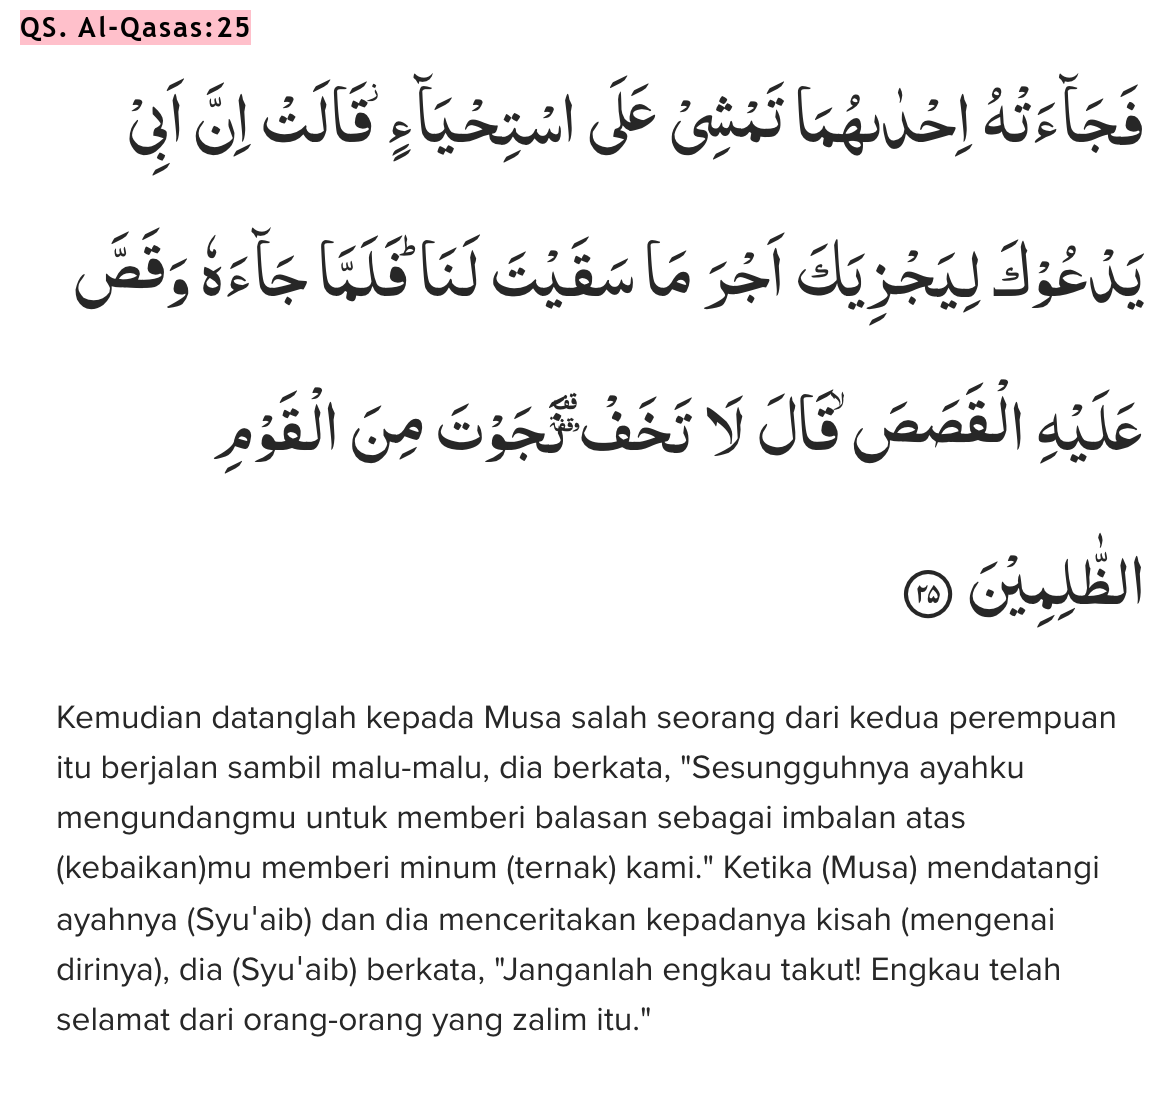 QS. Al-Qasas:25
فَجَاۤءَتْهُ اِحْدٰىهُمَا تَمْشِيْ عَلَى اسْتِحْيَاۤءٍ ۖقَالَتْ اِنَّ اَبِيْ
يَدْعُوْكَ لِيَجْزِيَكَ اَجْرَ مَا سَقَيْتَ لَنَاۗ فَلَمَّا جَاۤءَهٗ وَقَصَّ
عَلَيْهِ الْقَصَصَ ۙقَالَ لَا تَخَفْ ۗنَجَوْتَ مِنَ الْقَوْمِ
الظّٰلِمِيْنَ ٢٥
Kemudian datanglah kepada Musa salah seorang dari kedua perempuan
itu berjalan sambil malu-malu, dia berkata, "Sesungguhnya ayahku
mengundangmu untuk memberi balasan sebagai imbalan atas
(kebaikan)mu memberi minum (ternak) kami." Ketika (Musa) mendatangi
ayahnya (Syu'aib) dan dia menceritakan kepadanya kisah (mengenai
dirinya), dia (Syu'aib) berkata, "Janganlah engkau takut! Engkau telah
selamat dari orang-orang yang zalim itu."